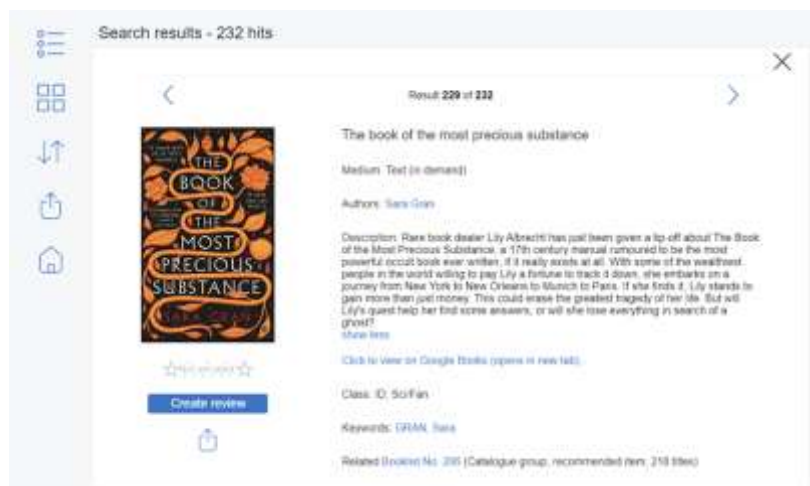 Search results - 232 hits
Result 229 of 232
THE
BOOK
OF
THE
MOST
PRECIOUS
SUBSTANCE
SARA GRAN
Create review
The book of the most precious substance
Medium: Text (in demand)
Authors: Sara Gran
Description: Rare book dealer Lily Albrecht has just been given a tip-off about The Book
of the Most Precious Substance, a 17th century manual rumoured to be the most
powerful occult book ever written, if it really exists at all. With some of the wealthiest
people in the world willing to pay Lily a fortune to track it down, she embarks on a
journey from New York to New Orleans to Munich to Paris. If she finds it, Lily stands to
gain more than just money. This could erase the greatest tragedy of her life. But will
Lily's quest help her find some answers, or will she lose everything in search of a
ghost?
show less
Click to view on Google Books (opens in new tab).
Class: ID: Sci/Fan
Keywords: GRAN, Sara
Related Booklist No. (Catalogue group, recommended item, 218 titles)